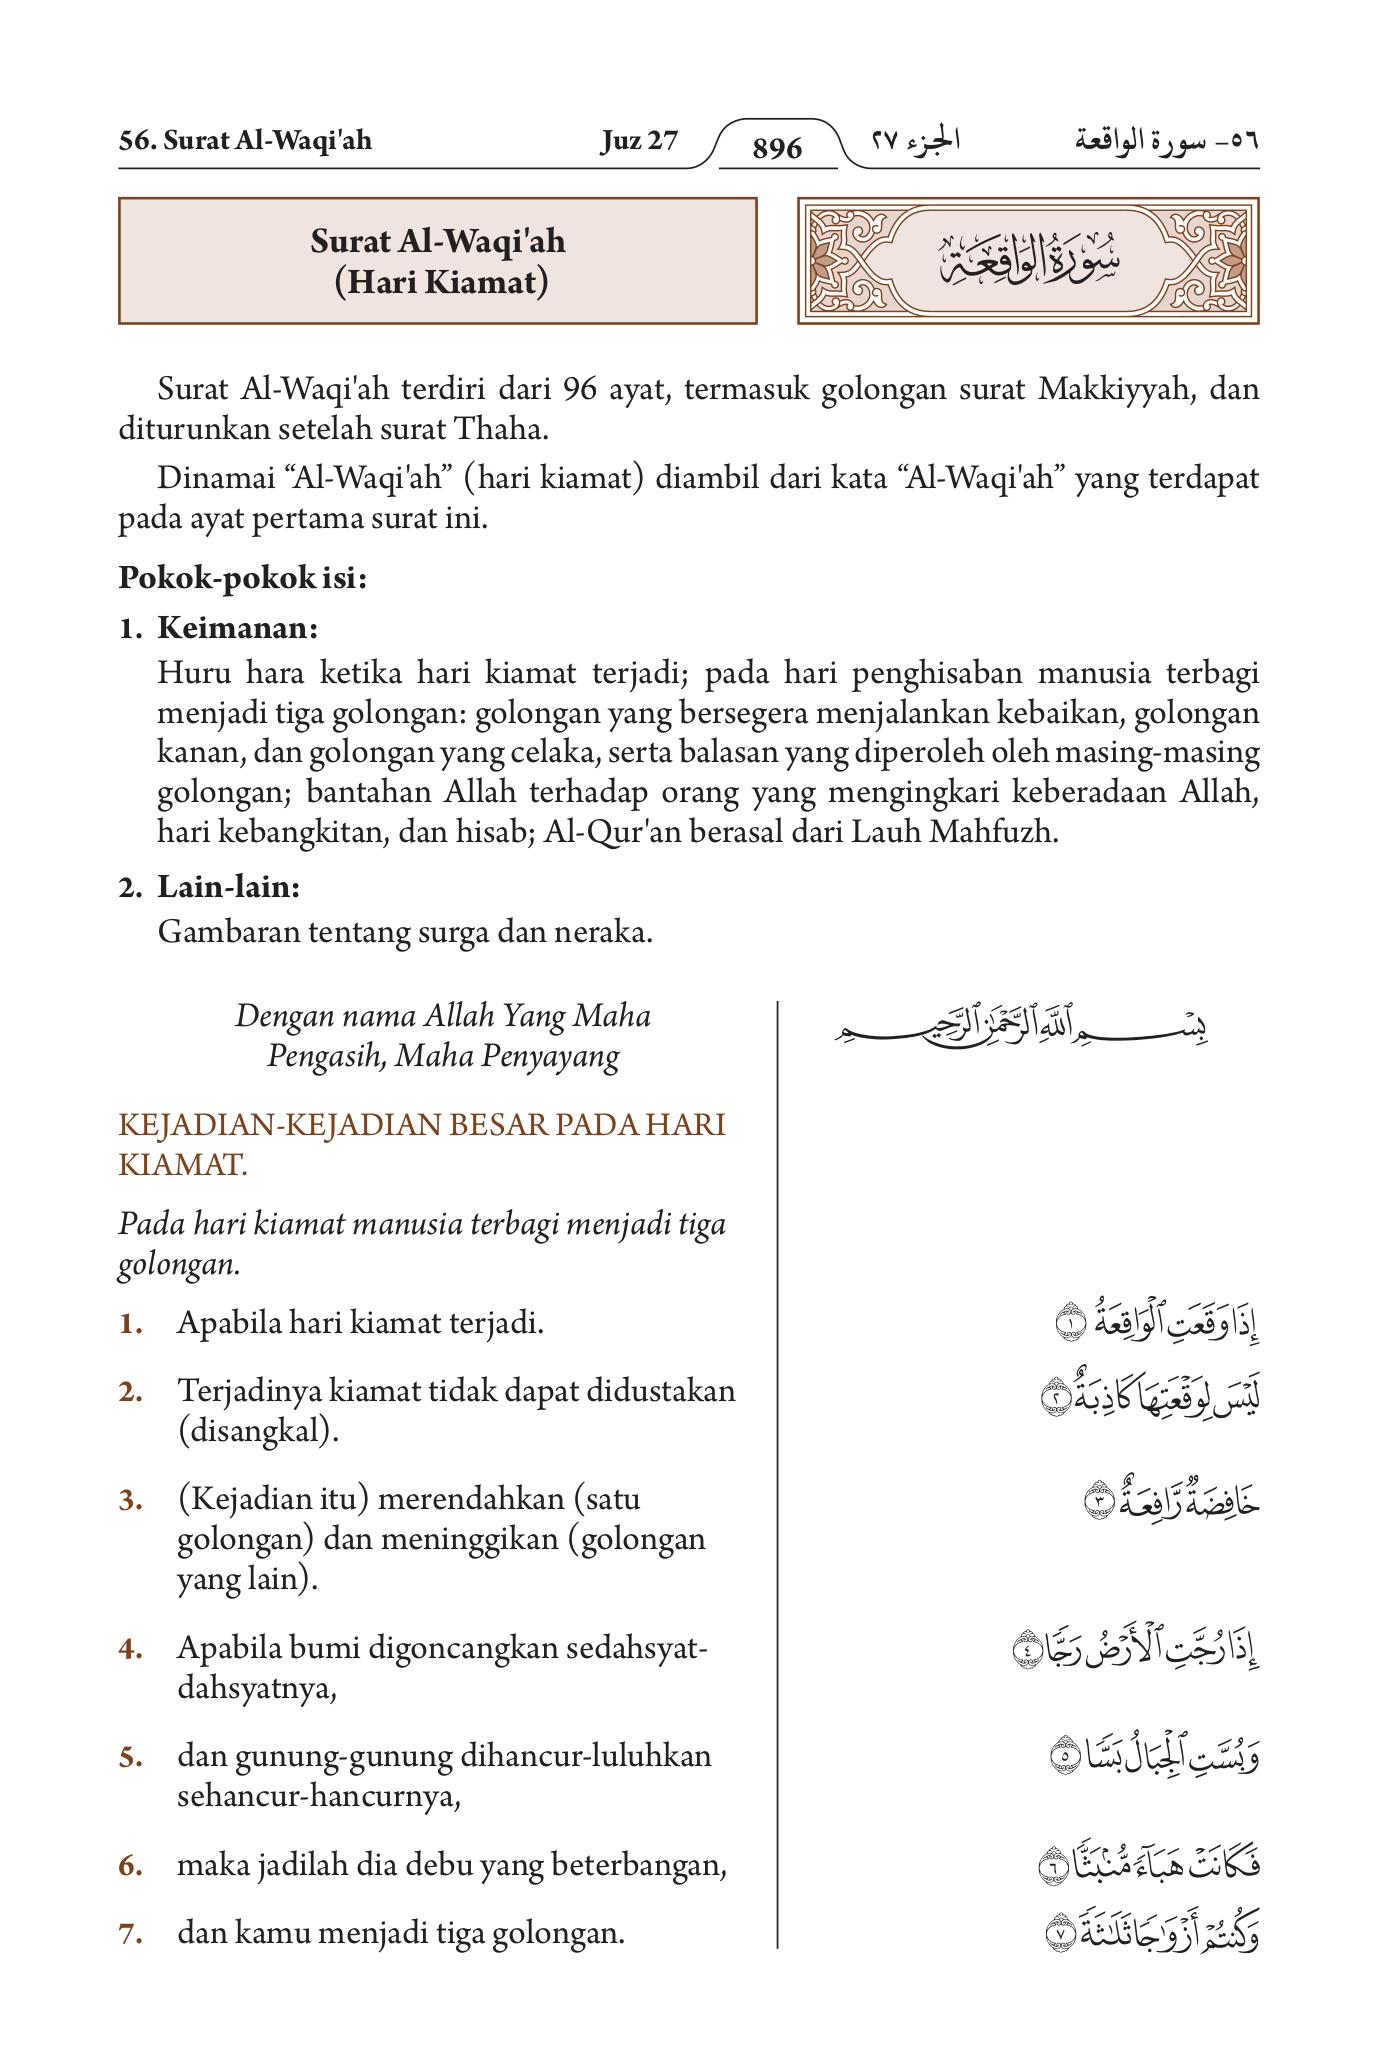 56. Surat Al-Waqi'ah Juz 27 896 الجزء ٢٧ ٥٦- سورة الواقعة
Surat Al-Waqi'ah
(Hari Kiamat)
سُورَةُ الوَاقِعَةِ
Surat Al-Waqi'ah terdiri dari 96 ayat, termasuk golongan surat Makkiyyah, dan
diturunkan setelah surat Thaha.
Dinamai “Al-Waqi'ah” (hari kiamat) diambil dari kata “Al-Waqi'ah” yang terdapat
pada ayat pertama surat ini.
Pokok-pokok isi:
1. Keimanan:
Huru hara ketika hari kiamat terjadi; pada hari penghisaban manusia terbagi
menjadi tiga golongan: golongan yang bersegera menjalankan kebaikan, golongan
kanan, dan golongan yang celaka, serta balasan yang diperoleh oleh masing-masing
golongan; bantahan Allah terhadap orang yang mengingkari keberadaan Allah,
hari kebangkitan, dan hisab; Al-Qur'an berasal dari Lauh Mahfuzh.
2. Lain-lain:
Gambaran tentang surga dan neraka.
Dengan nama Allah Yang Maha
Pengasih, Maha Penyayang
بِسْمِ ٱللَّهِ ٱلرَّحْمَٰنِ ٱلرَّحِيمِ
KEJADIAN-KEJADIAN BESAR PADA HARI
KIAMAT.
Pada hari kiamat manusia terbagi menjadi tiga
golongan.
1. Apabila hari kiamat terjadi.
إِذَا وَقَعَتِ ٱلْوَاقِعَةُ ١
2. Terjadinya kiamat tidak dapat didustakan
(disangkal).
لَيْسَ لِوَقْعَتِهَا كَاذِبَةٌ ٢
3. (Kejadian itu) merendahkan (satu
golongan) dan meninggikan (golongan
yang lain).
خَافِضَةٌ رَّافِعَةٌ ٣
4. Apabila bumi digoncangkan sedahsyat-
dahsyatnya,
إِذَا رُجَّتِ ٱلْأَرْضُ رَجًّا ٤
5. dan gunung-gunung dihancur-luluhkan
sehancur-hancurnya,
وَبُسَّتِ ٱلْجِبَالُ بَسًّا ٥
6. maka jadilah dia debu yang beterbangan,
فَكَانَتْ هَبَآءً مُّنۢبَثًّا ٦
7. dan kamu menjadi tiga golongan.
وَكُنتُمْ أَزْوَٰجًا ثَلَٰثَةً ٧